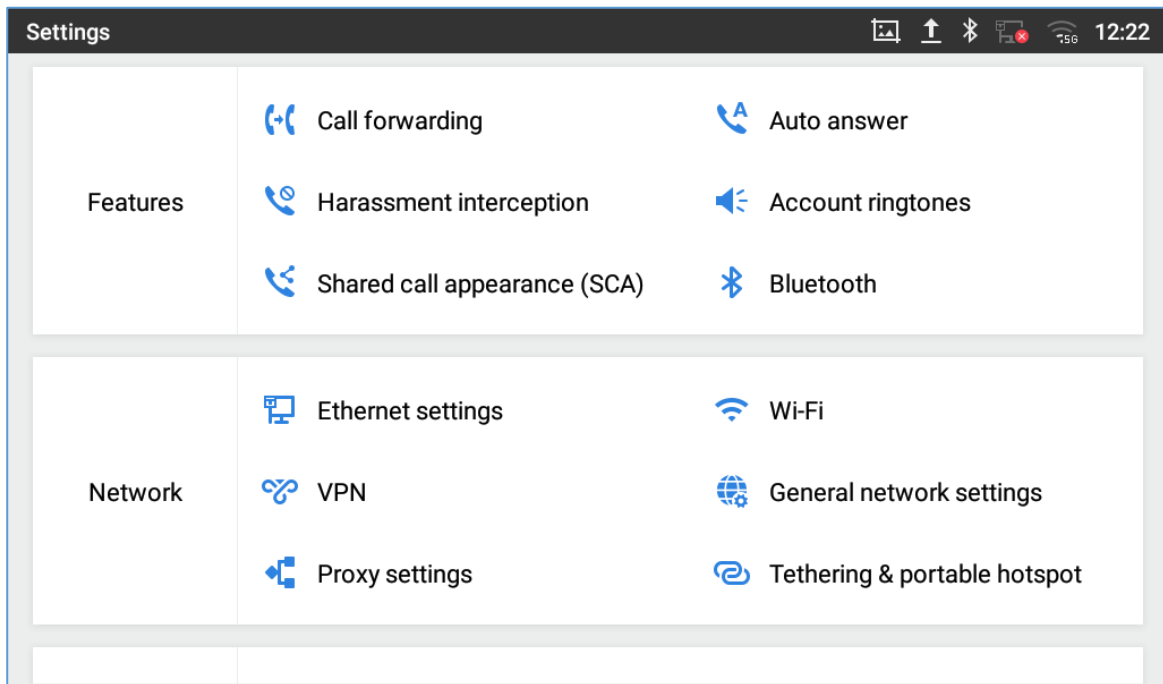 Settings 5G 12:22
Call forwarding Auto answer
Features Harassment interception Account ringtones
Shared call appearance (SCA) Bluetooth
Ethernet settings Wi-Fi
Network VPN General network settings
Proxy settings Tethering & portable hotspot